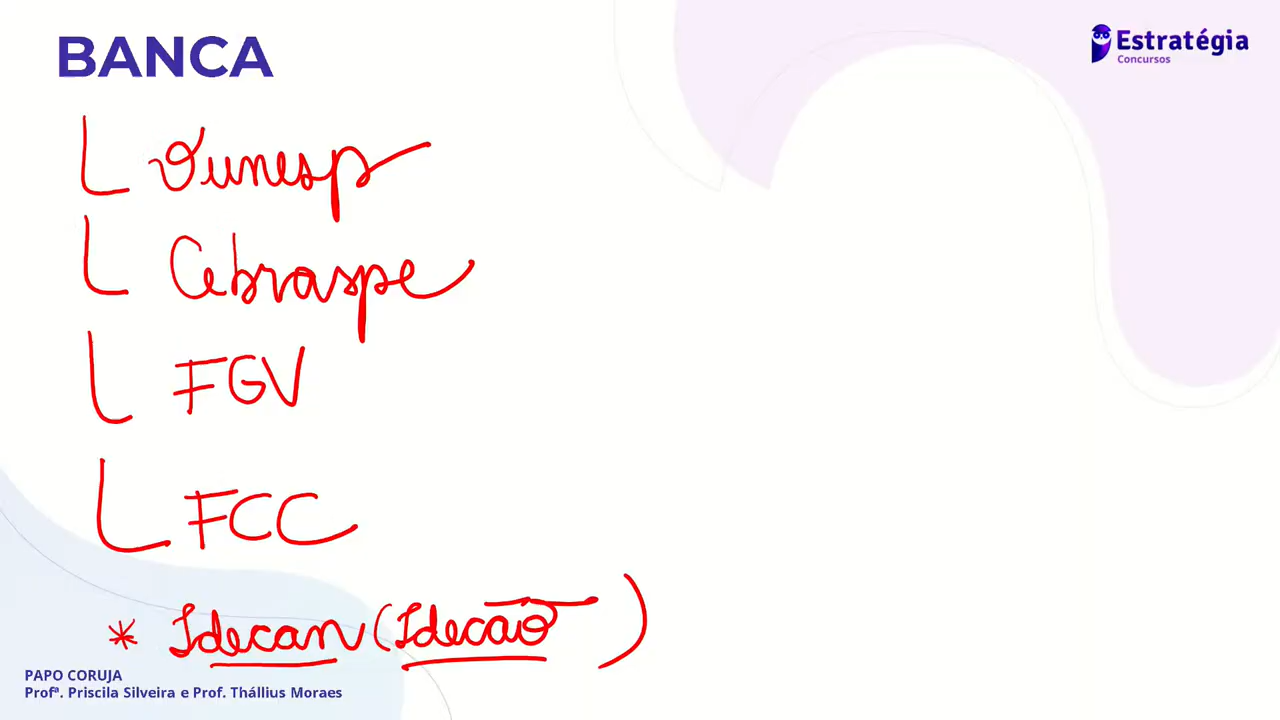 BANCA
Estratégia
Concursos
Vunesp
Cebraspe
FGV
FCC
* Idecan (Idecão)
PAPO CORUJA
Profª. Priscila Silveira e Prof. Thállius Moraes